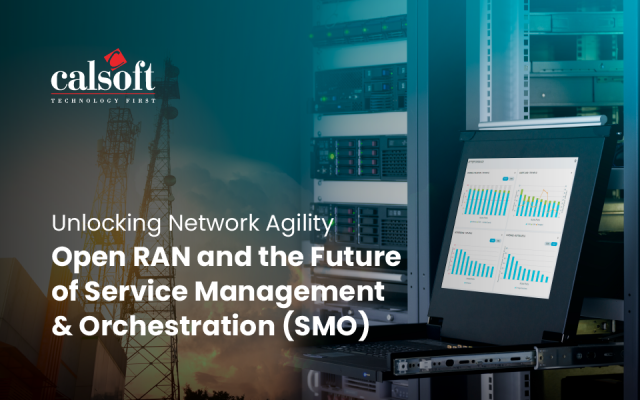 calsoft
TECHNOLOGY FIRST
Unlocking Network Agility
Open RAN and the Future
of Service Management
& Orchestration (SMO)